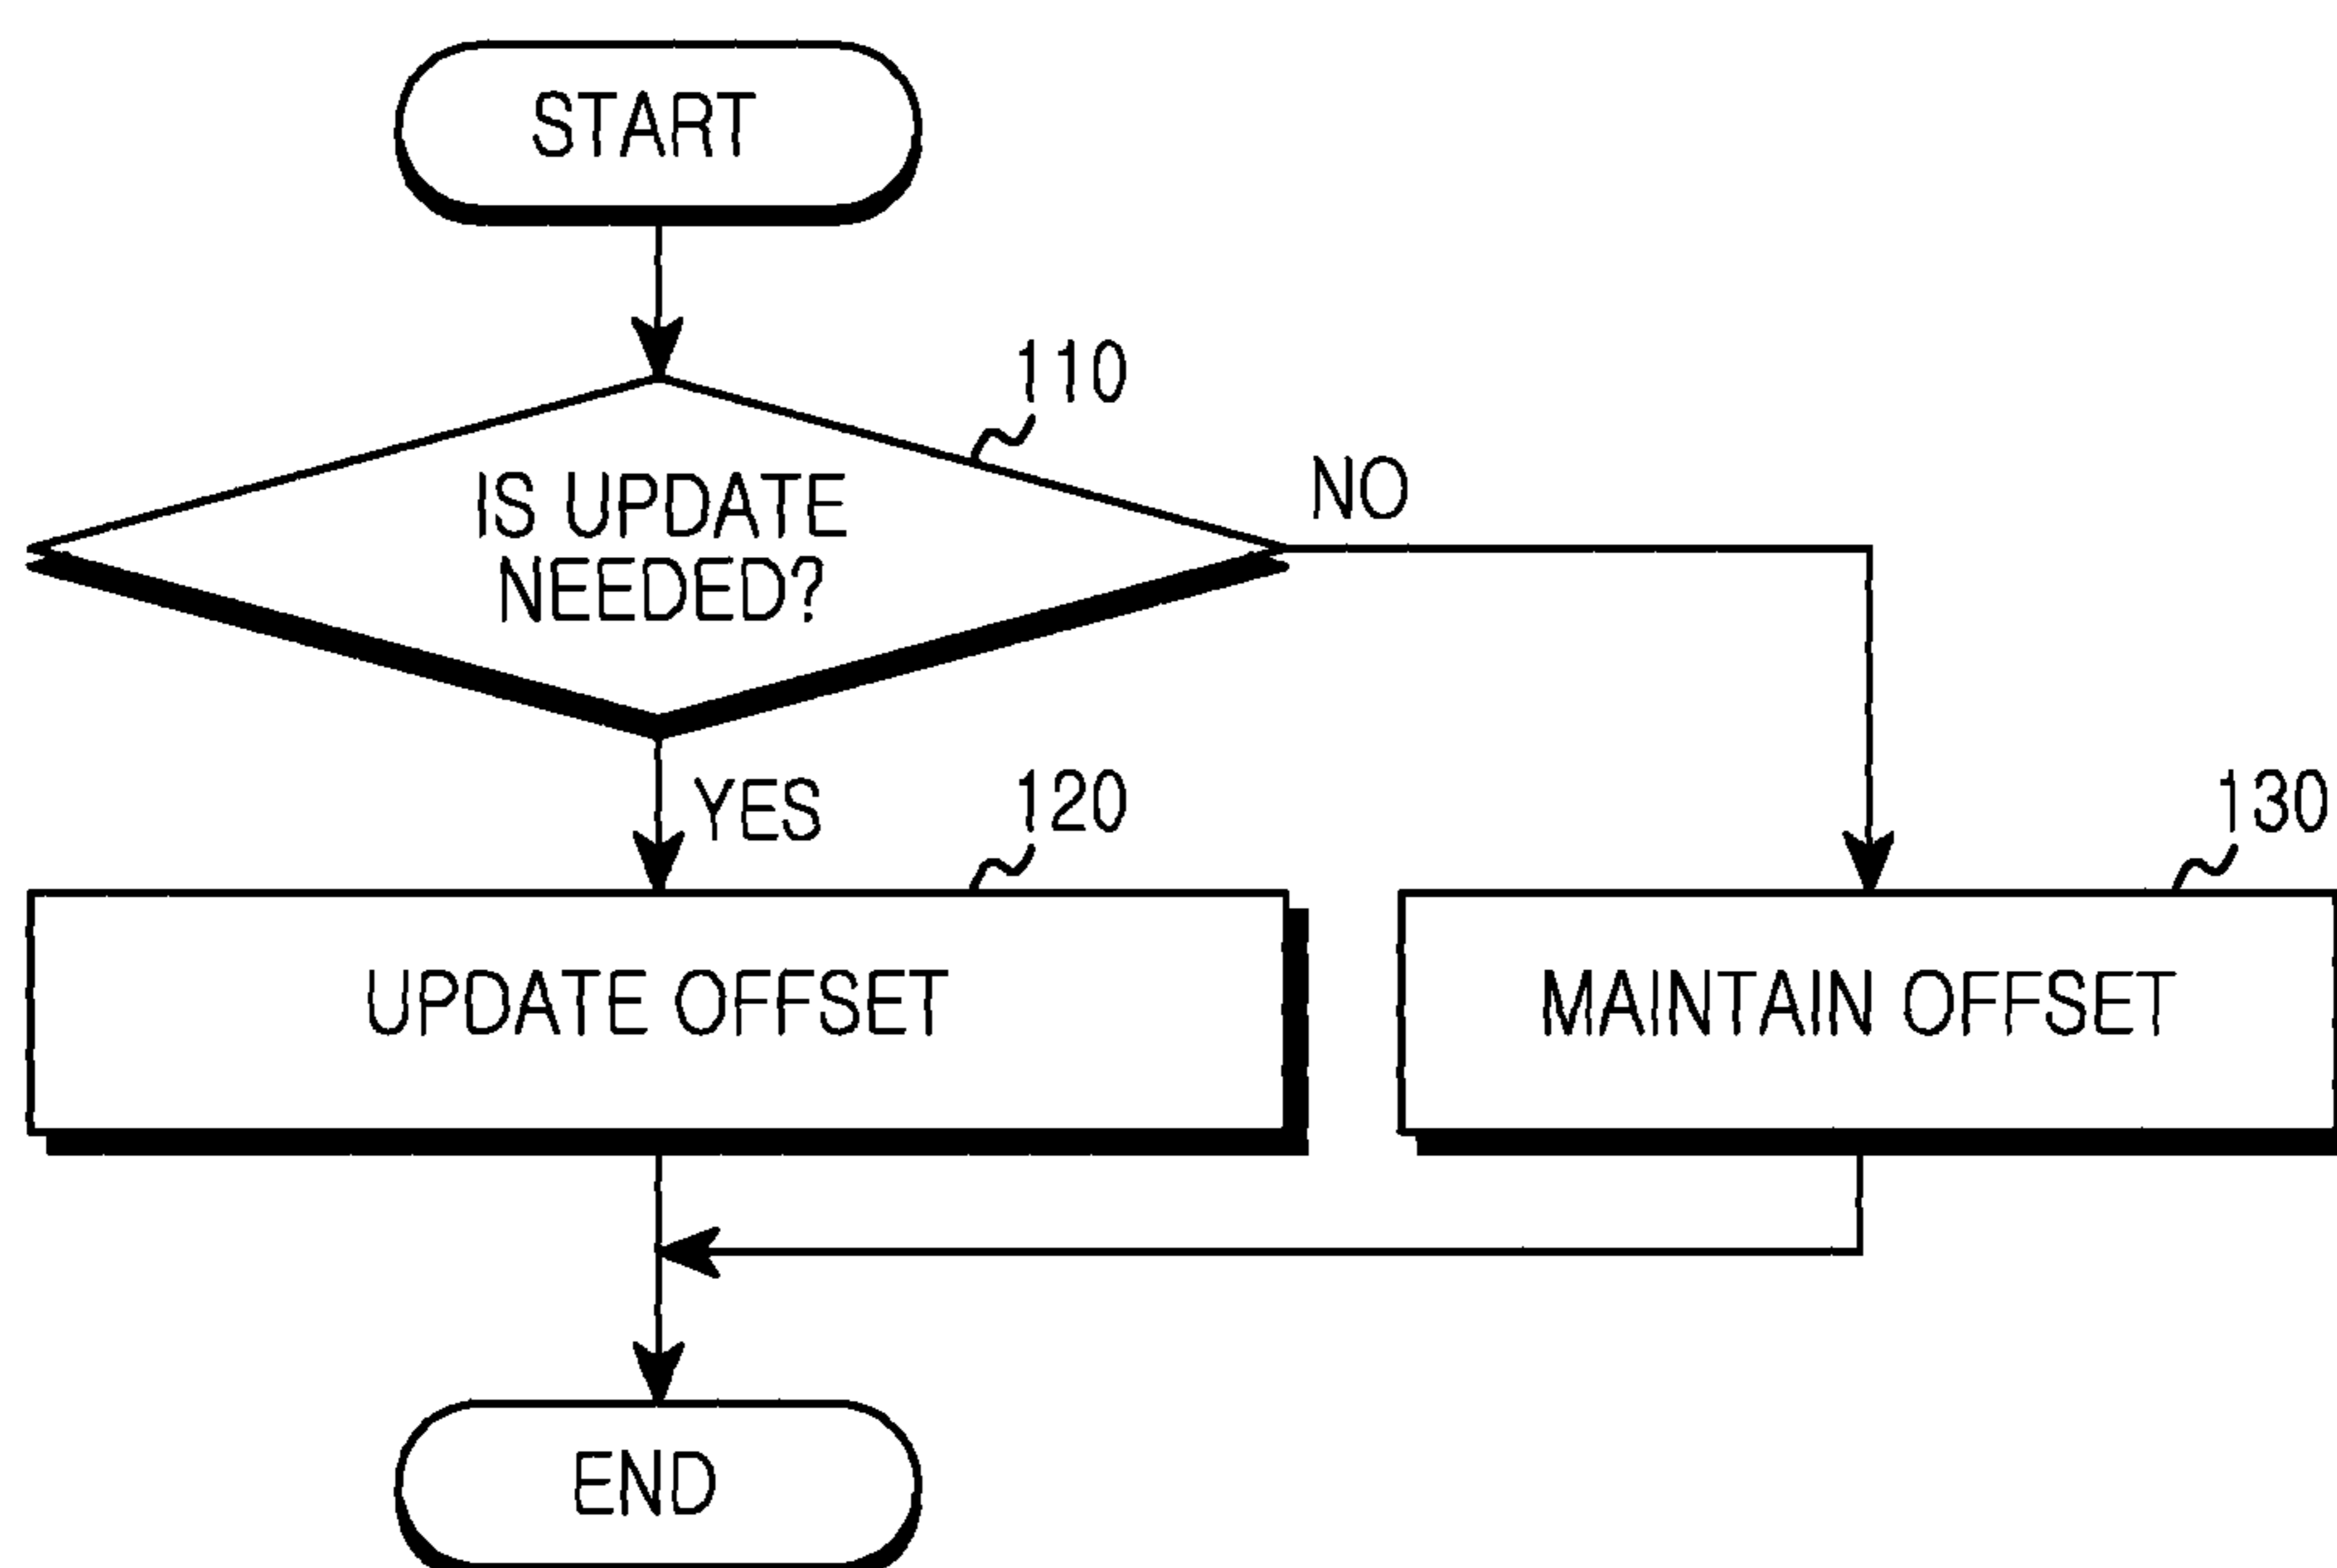 START
110
IS UPDATE
NEEDED?
NO
YES
120
130
UPDATE OFFSET
MAINTAIN OFFSET
END